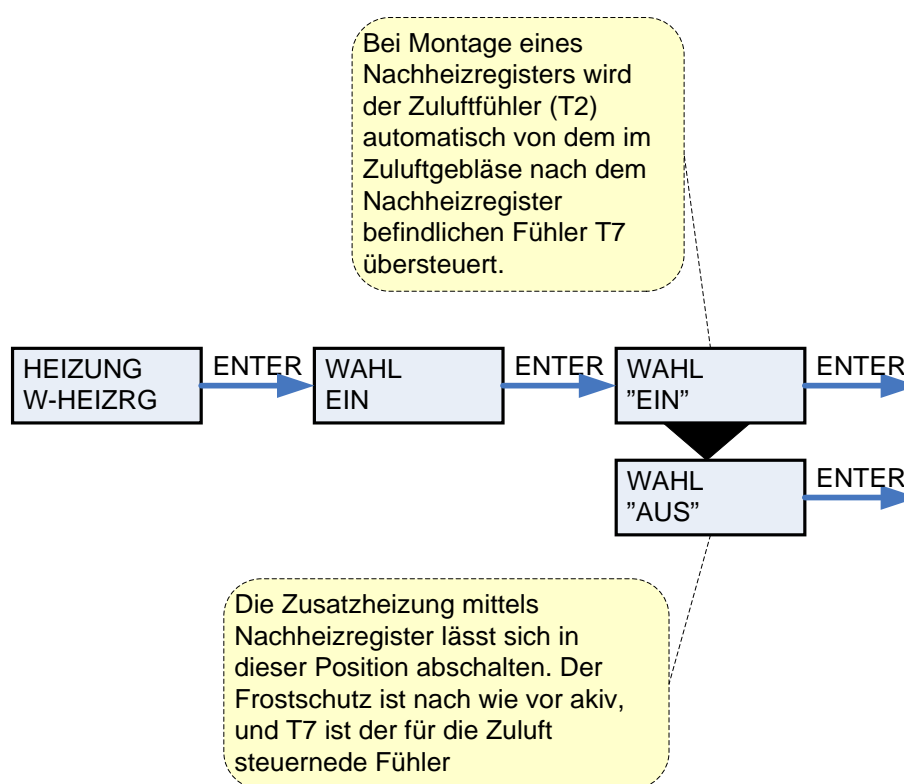 Bei Montage eines
Nachheizregisters wird
der Zuluftfühler (T2)
automatisch von dem im
Zuluftgebläse nach dem
Nachheizregister
befindlichen Fühler T7
übersteuert.
HEIZUNG
W-HEIZRG
ENTER
WAHL
EIN
ENTER
WAHL
”EIN”
ENTER
WAHL
”AUS”
ENTER
Die Zusatzheizung mittels
Nachheizregister lässt sich in
dieser Position abschalten. Der
Frostschutz ist nach wie vor akiv,
und T7 ist der für die Zuluft
steuernede Fühler